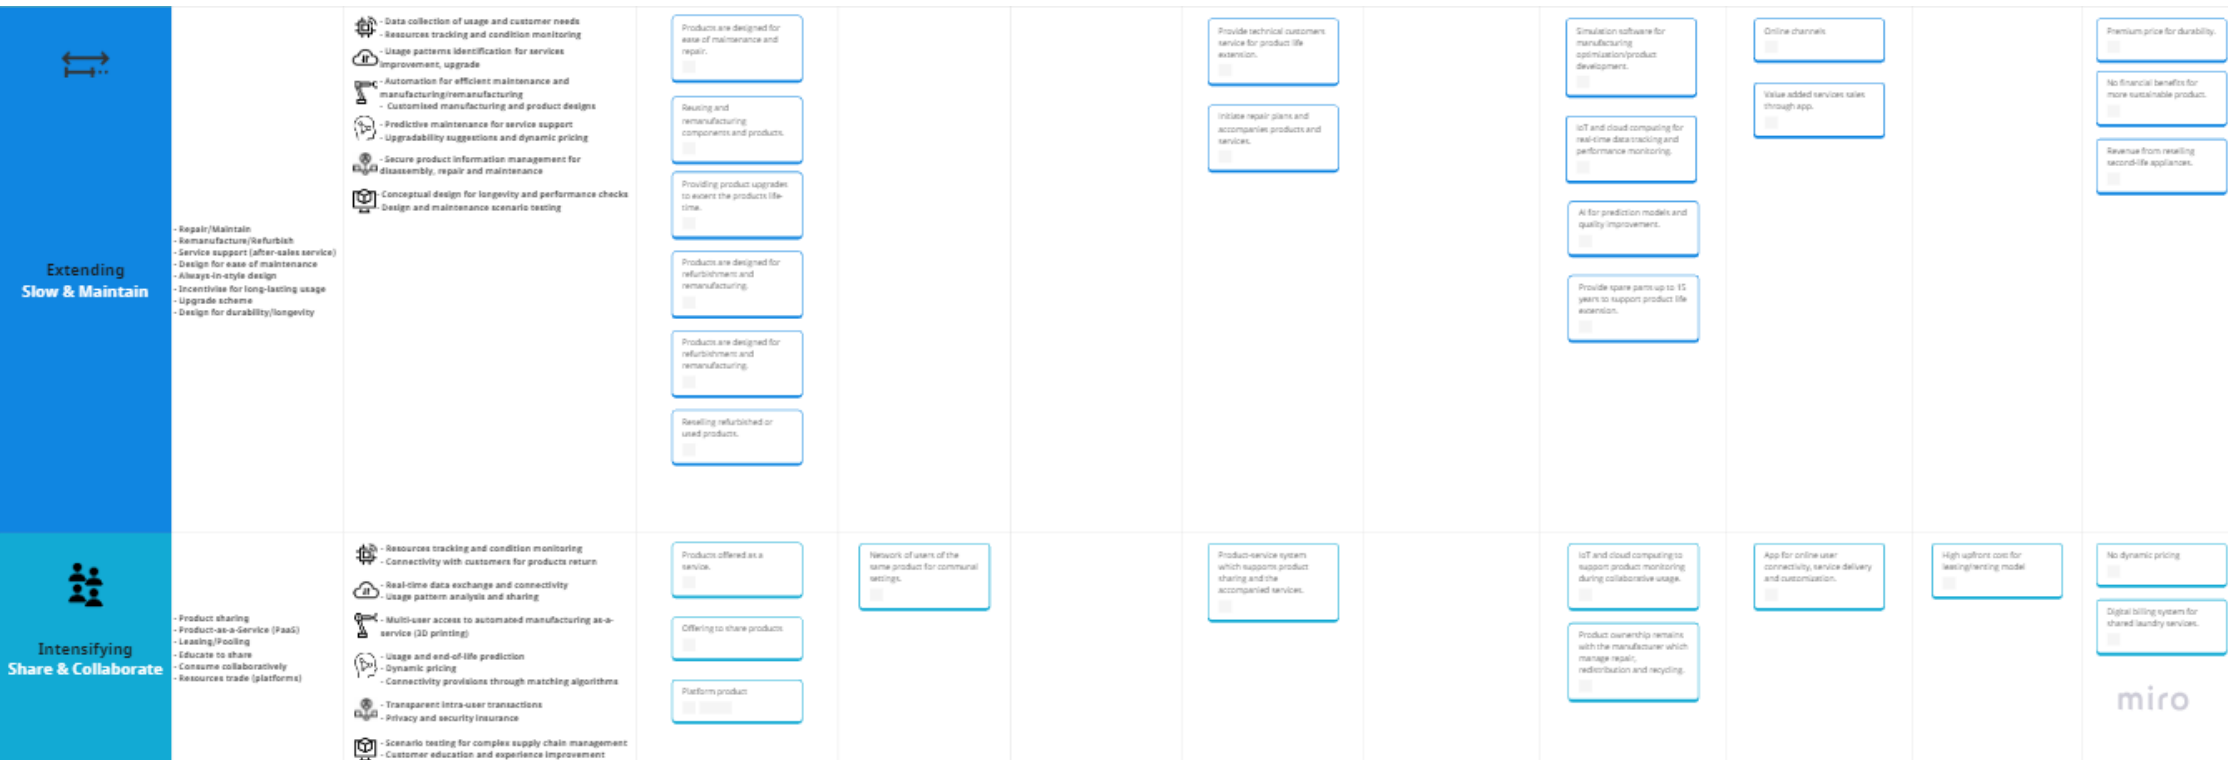 Extending
Slow & Maintain
- Repair/Maintain
- Remanufacture/Refurbish
- Service support (after-sales service)
- Design for ease of maintenance
- Always-in-style design
- Incentivise for long-lasting usage
- Upgrade scheme
- Design for durability/longevity
- Data collection of usage and customer needs
- Resources tracking and condition monitoring
- Usage patterns identification for services
improvement, upgrade
- Automation for efficient maintenance and
manufacturing/remanufacturing
- Customised manufacturing and product designs
- Predictive maintenance for service support
- Upgradability suggestions and dynamic pricing
- Secure product information management for
disassembly, repair and maintenance
- Conceptual design for longevity and performance checks
- Design and maintenance scenario testing
Products are designed for
ease of maintenance and
repair.
Reusing and
remanufacturing
components and products.
Providing product upgrades
to extent the products life-
time.
Products are designed for
refurbishment and
remanufacturing.
Products are designed for
refurbishment and
remanufacturing.
Reselling refurbished or
used products.
Provide technical customers
service for product life
extension.
Initiate repair plans and
accompanies products and
services.
Simulation software for
manufacturing
optimization/product
development.
IoT and cloud computing for
real-time data tracking and
performance monitoring.
AI for prediction models and
quality improvement.
Provide spare parts up to 15
years to support product life
extension.
Online channels
Value added services sales
through app.
Premium price for durability.
No financial benefits for
more sustainable product.
Revenue from reselling
second-life appliances.
Intensifying
Share & Collaborate
- Product sharing
- Product-as-a-Service (PaaS)
- Leasing/Pooling
- Educate to share
- Consume collaboratively
- Resources trade (platforms)
- Resources tracking and condition monitoring
- Connectivity with customers for products return
- Real-time data exchange and connectivity
- Usage pattern analysis and sharing
- Multi-user access to automated manufacturing as-a-
service (3D printing)
- Usage and end-of-life prediction
- Dynamic pricing
- Connectivity provisions through matching algorithms
- Transparent intra-user transactions
- Privacy and security insurance
- Scenario testing for complex supply chain management
- Customer education and experience improvement
Products offered as a
service.
Offering to share products
Platform product
Network of users of the
same product for communal
settings.
Product-service system
which supports product
sharing and the
accompanied services.
IoT and cloud computing to
support product monitoring
during collaborative usage.
Product ownership remains
with the manufacturer which
manage repair,
redistribution and recycling.
App for online user
connectivity, service delivery
and customization.
High upfront cost for
leasing/renting model
No dynamic pricing
Digital billing system for
shared laundry services.
miro